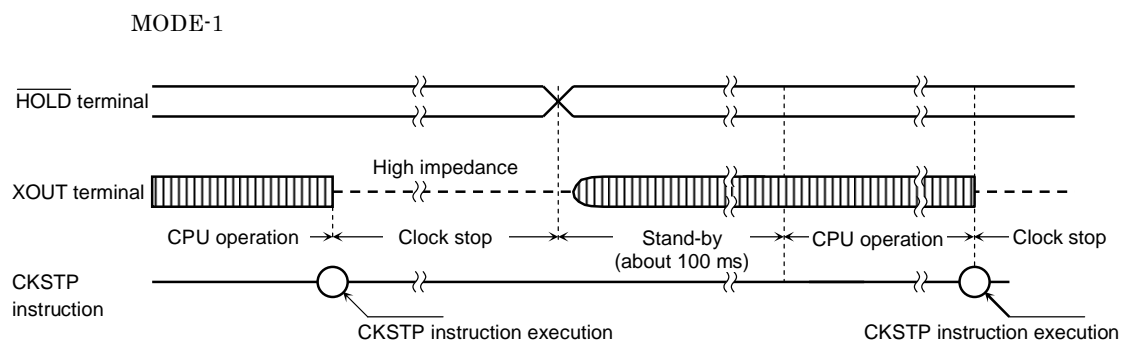 MODE-1
HOLD terminal
High impedance
XOUT terminal
CPU operation
Clock stop
Stand-by
(about 100 ms)
CPU operation
Clock stop
CKSTP
instruction
CKSTP instruction execution
CKSTP instruction execution